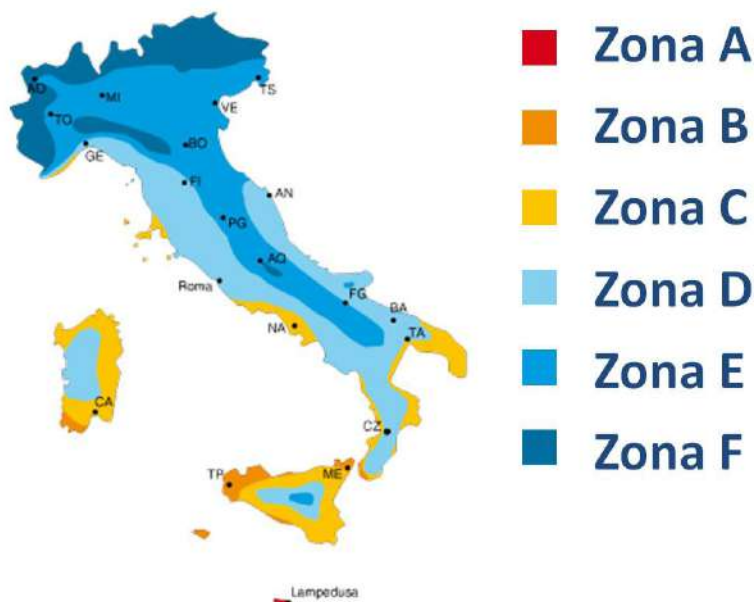 Zona A
Zona B
Zona C
Zona D
Zona E
Zona F
AO
MI
TS
TO
VE
GE
BO
FI
AN
PG
AQ
Roma
FG
BA
NA
TA
CA
CZ
TP
ME
Lampedusa